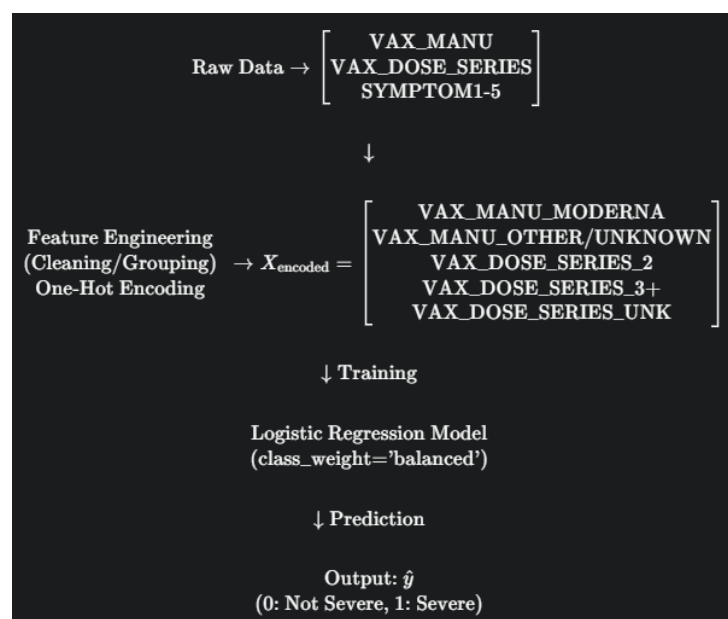 Raw Data → [VAX_MANU
VAX_DOSE_SERIES
SYMPTOM1-5]
↓
Feature Engineering
(Cleaning/Grouping)
One-Hot Encoding
→ X_encoded = [VAX_MANU_MODERNA
VAX_MANU_OTHER/UNKNOWN
VAX_DOSE_SERIES_2
VAX_DOSE_SERIES_3+
VAX_DOSE_SERIES_UNK]
↓ Training
Logistic Regression Model
(class_weight='balanced')
↓ Prediction
Output: ŷ
(0: Not Severe, 1: Severe)